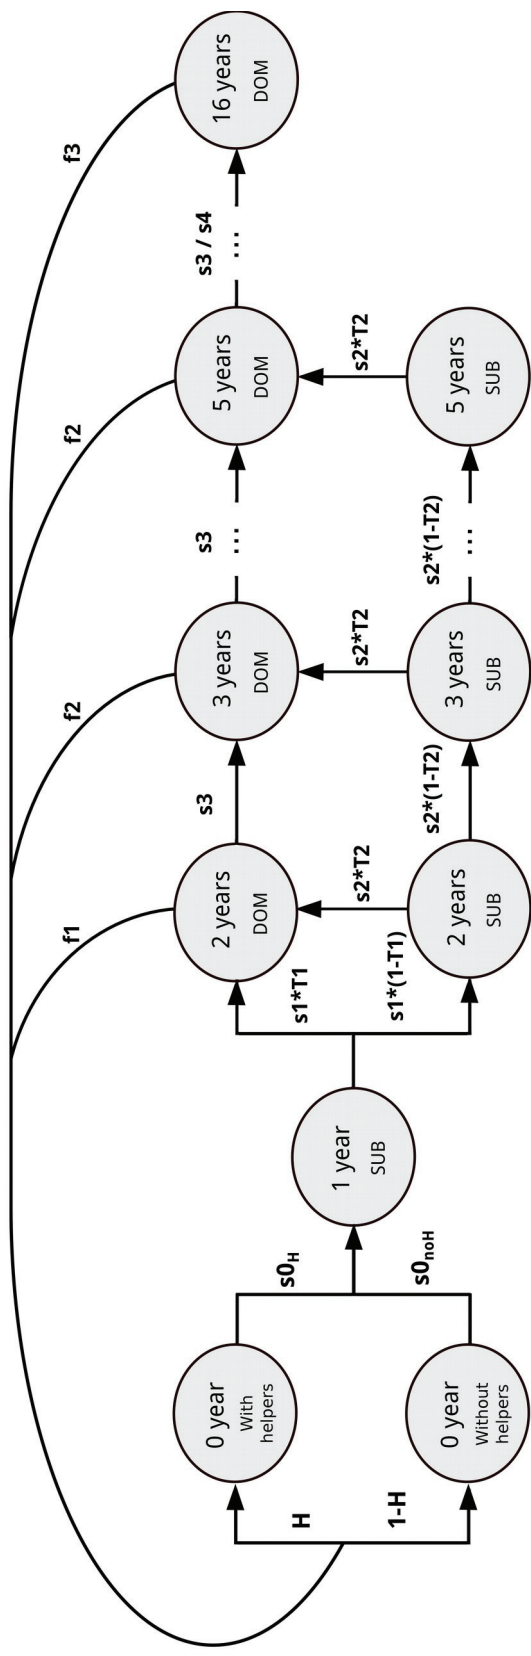 f1
f2
f2
f3
H
1-H
0 year
With
helpers
0 year
Without
helpers
s0H
s0noH
1 year
SUB
s1*T1
s1*(1-T1)
2 years
DOM
2 years
SUB
s2*T2
s3
s2*(1-T2)
3 years
DOM
3 years
SUB
s2*T2
s3
...
s2*(1-T2)
...
5 years
DOM
5 years
SUB
s2*T2
s3 / s4
...
16 years
DOM